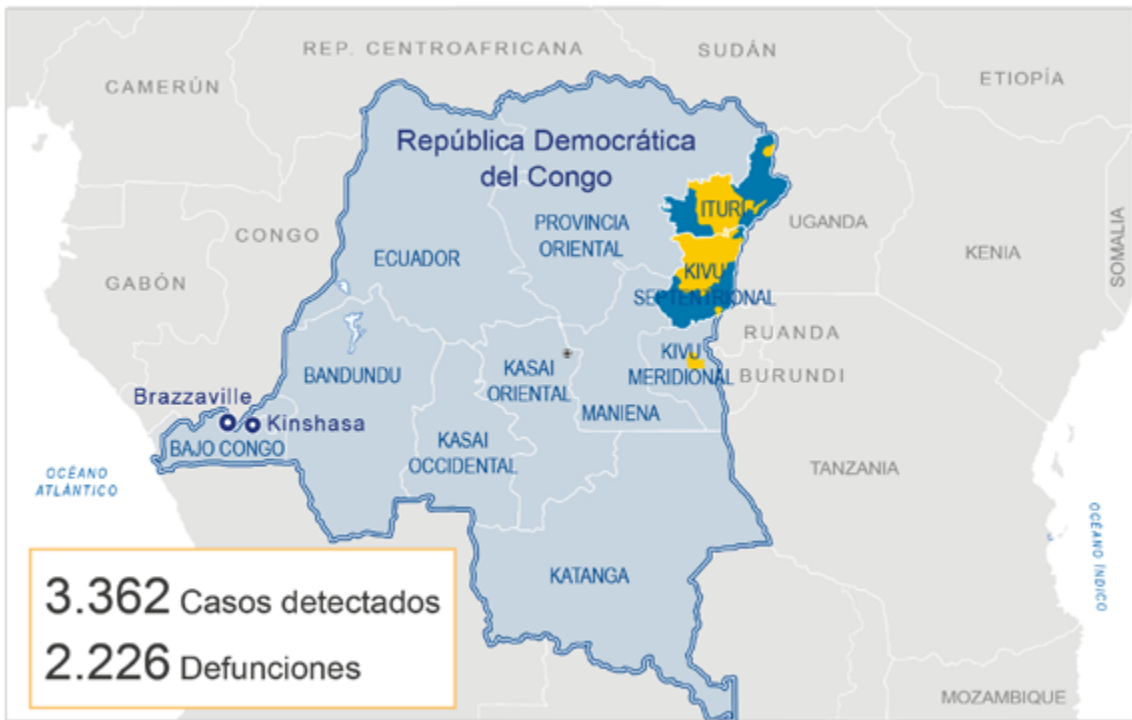 REP. CENTROAFRICANA
SUDÁN
ETIOPÍA
CAMERÚN
República Democrática
del Congo
ITURI
UGANDA
SOMALIA
PROVINCIA
ORIENTAL
CONGO
ECUADOR
KENIA
GABÓN
KIVU
SEPTENTRIONAL
RUANDA
KIVU
MERIDIONAL
BURUNDI
BANDUNDU
KASAI
ORIENTAL
MANIENA
Brazzaville
Kinshasa
BAJO CONGO
KASAI
OCCIDENTAL
OCÉANO
ATLÁNTICO
TANZANIA
OCÉANO ÍNDICO
KATANGA
3.362 Casos detectados
2.226 Defunciones
MOZAMBIQUE